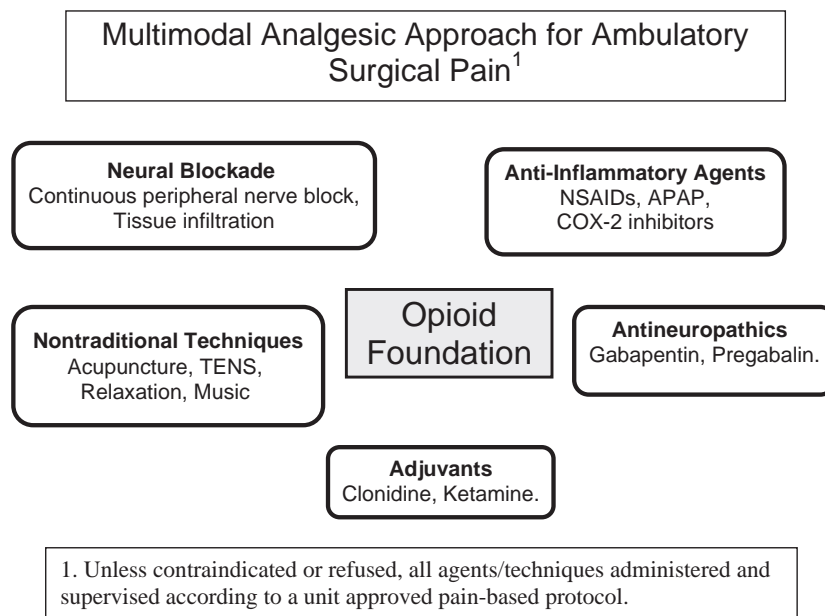 Multimodal Analgesic Approach for Ambulatory
Surgical Pain1
Neural Blockade
Continuous peripheral nerve block,
Tissue infiltration
Anti-Inflammatory Agents
NSAIDs, APAP,
COX-2 inhibitors
Nontraditional Techniques
Acupuncture, TENS,
Relaxation, Music
Opioid
Foundation
Antineuropathics
Gabapentin, Pregabalin.
Adjuvants
Clonidine, Ketamine.
1. Unless contraindicated or refused, all agents/techniques administered and
supervised according to a unit approved pain-based protocol.